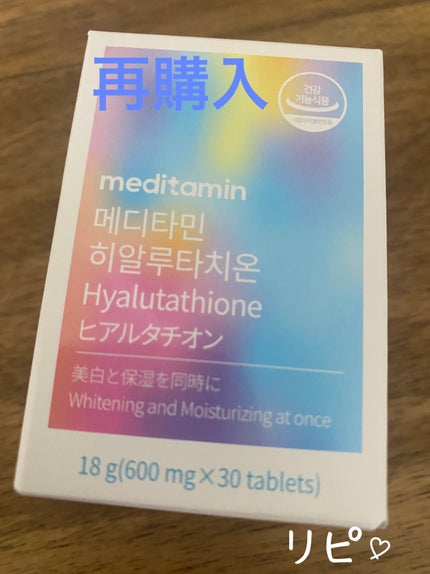 再購入
건강
기능식품
meditamin
메디타민
히알루타치온
Hyalutathione
ヒアルタチオン
美白と保湿を同時に
Whitening and Moisturizing at once
18 g(600 mg×30 tablets)
リピ♡